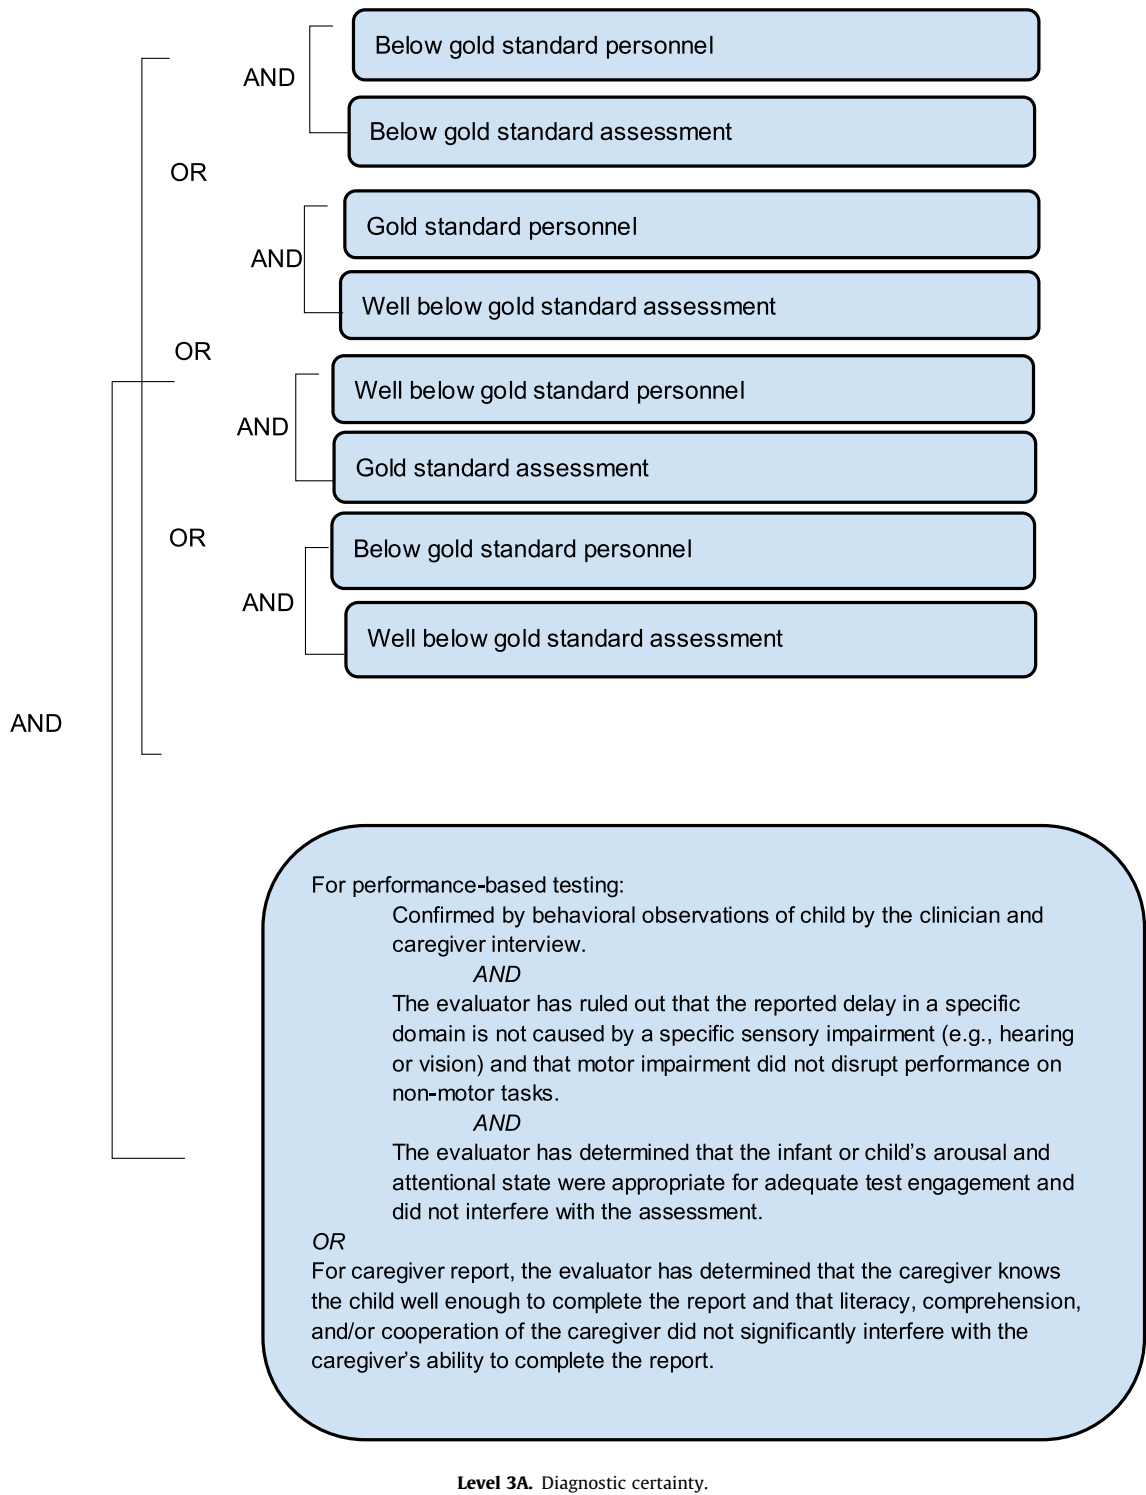 Below gold standard personnel
AND
Below gold standard assessment
OR
Gold standard personnel
AND
Well below gold standard assessment
OR
Well below gold standard personnel
AND
Gold standard assessment
OR
Below gold standard personnel
AND
Well below gold standard assessment
AND
For performance-based testing:
Confirmed by behavioral observations of child by the clinician and
caregiver interview.
AND
The evaluator has ruled out that the reported delay in a specific
domain is not caused by a specific sensory impairment (e.g., hearing
or vision) and that motor impairment did not disrupt performance on
non-motor tasks.
AND
The evaluator has determined that the infant or child's arousal and
attentional state were appropriate for adequate test engagement and
did not interfere with the assessment.
OR
For caregiver report, the evaluator has determined that the caregiver knows
the child well enough to complete the report and that literacy, comprehension,
and/or cooperation of the caregiver did not significantly interfere with the
caregiver's ability to complete the report.
Level 3A. Diagnostic certainty.